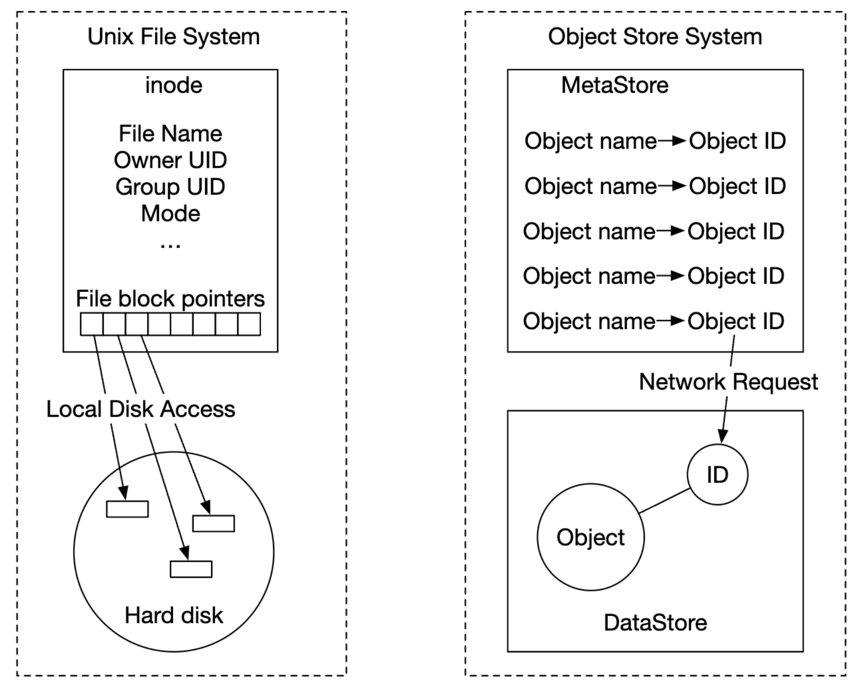 Unix File System
inode
File Name
Owner UID
Group UID
Mode
...
File block pointers
Local Disk Access
Hard disk
Object Store System
MetaStore
Object name Object ID
Object name Object ID
Object name Object ID
Object name Object ID
Object name Object ID
Network Request
ID
Object
DataStore